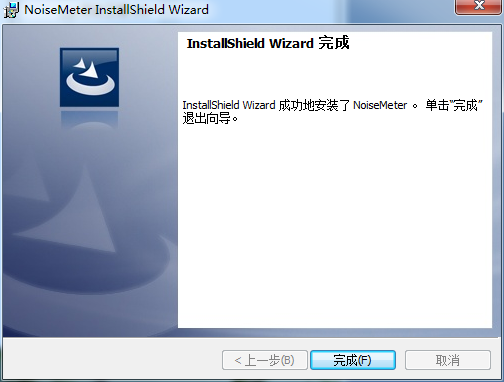 NoiseMeter InstallShield Wizard
InstallShield Wizard 完成
InstallShield Wizard 成功地安装了 NoiseMeter 。 单击“完成”
退出向导。
< 上一步(B)
完成(F)
取消